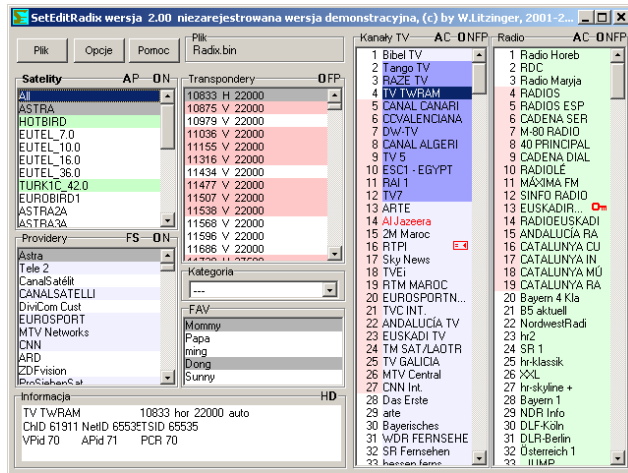 SetEditRadix wersja 2.00 niezarejestrowana wersja demonstracyjna, (c) by W.Litzinger, 2001-2...
Plik
Opcje
Pomoc
Plik
Radix.bin
Satelity AP ON
All
ASTRA
HOTBIRD
EUTEL_7.0
EUTEL_10.0
EUTEL_16.0
EUTEL_36.0
TURK1C_42.0
EUROBIRD1
ASTRA2A
ASTRA3A
Transpondery 0FP
10833 H 22000
10875 V 22000
10979 V 22000
11036 V 22000
11155 V 22000
11316 V 22000
11434 V 22000
11477 V 22000
11507 V 22000
11538 V 22000
11568 V 22000
11596 V 22000
11686 V 22000
Providery FS ON
Astra
Tele 2
CanalSatélit
CANALSATELLI
DiviCom Cust
EUROSPORT
MTV Networks
CNN
ARD
ZDFvision
ProSiebenSat
Kategoria
---
FAV
Mommy
Papa
ming
Dong
Sunny
Informacja HD
TV TWRAM 10833 hor 22000 auto
ChID 61911 NetID 65535TSID 65535
VPid 70 APid 71 PCR 70
Kanały TV AC-ONFP
1 Bibel TV
2 Tango TV
3 RAZE TV
4 TV TWRAM
5 CANAL CANARI
6 CCVALENCIANA
7 DW-TV
8 CANAL ALGERI
9 TV 5
10 ESC1 - EGYPT
11 RAI 1
12 TV7
13 ARTE
14 Al Jazeera
15 2M Maroc
16 RTPI
17 Sky News
18 TVEi
19 RTM MAROC
20 EUROSPORTN...
21 TVC INT.
22 ANDALUCÍA TV
23 EUSKADI TV
24 TM SAT/LAOTR
25 TV GALICIA
26 MTV Central
27 CNN Int.
28 Das Erste
29 arte
30 Bayerisches
31 WDR FERNSEHE
32 SR Fernsehen
33 hessen ferns
Radio AC-ONFP
1 Radio Horeb
2 RDC
3 Radio Maryja
4 RADIOS
5 RADIOS ESP
6 CADENA SER
7 M-80 RADIO
8 40 PRINCIPAL
9 CADENA DIAL
10 RADIOLÉ
11 MÁXIMA FM
12 SINFO RADIO
13 EUSKADIR...
14 RADIOEUSKADI
15 ANDALUCÍA RA
16 CATALUNYA CU
17 CATALUNYA IN
18 CATALUNYA MÚ
19 CATALUNYA RA
20 Bayern 4 Kla
21 B5 aktuell
22 NordwestRadi
23 hr2
24 SR 1
25 hr-klassik
26 XXL
27 hr-skyline +
28 Bayern 1
29 NDR Info
30 DLF-Köln
31 DLR-Berlin
32 Österreich 1
33 JUMP